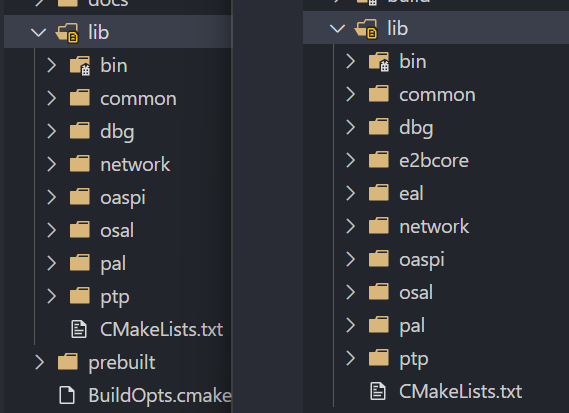 docs
lib
bin
common
dbg
network
oaspi
osal
pal
ptp
CMakeLists.txt
prebuilt
BuildOpts.cmake
build
lib
bin
common
dbg
e2bcore
eal
network
oaspi
osal
pal
ptp
CMakeLists.txt